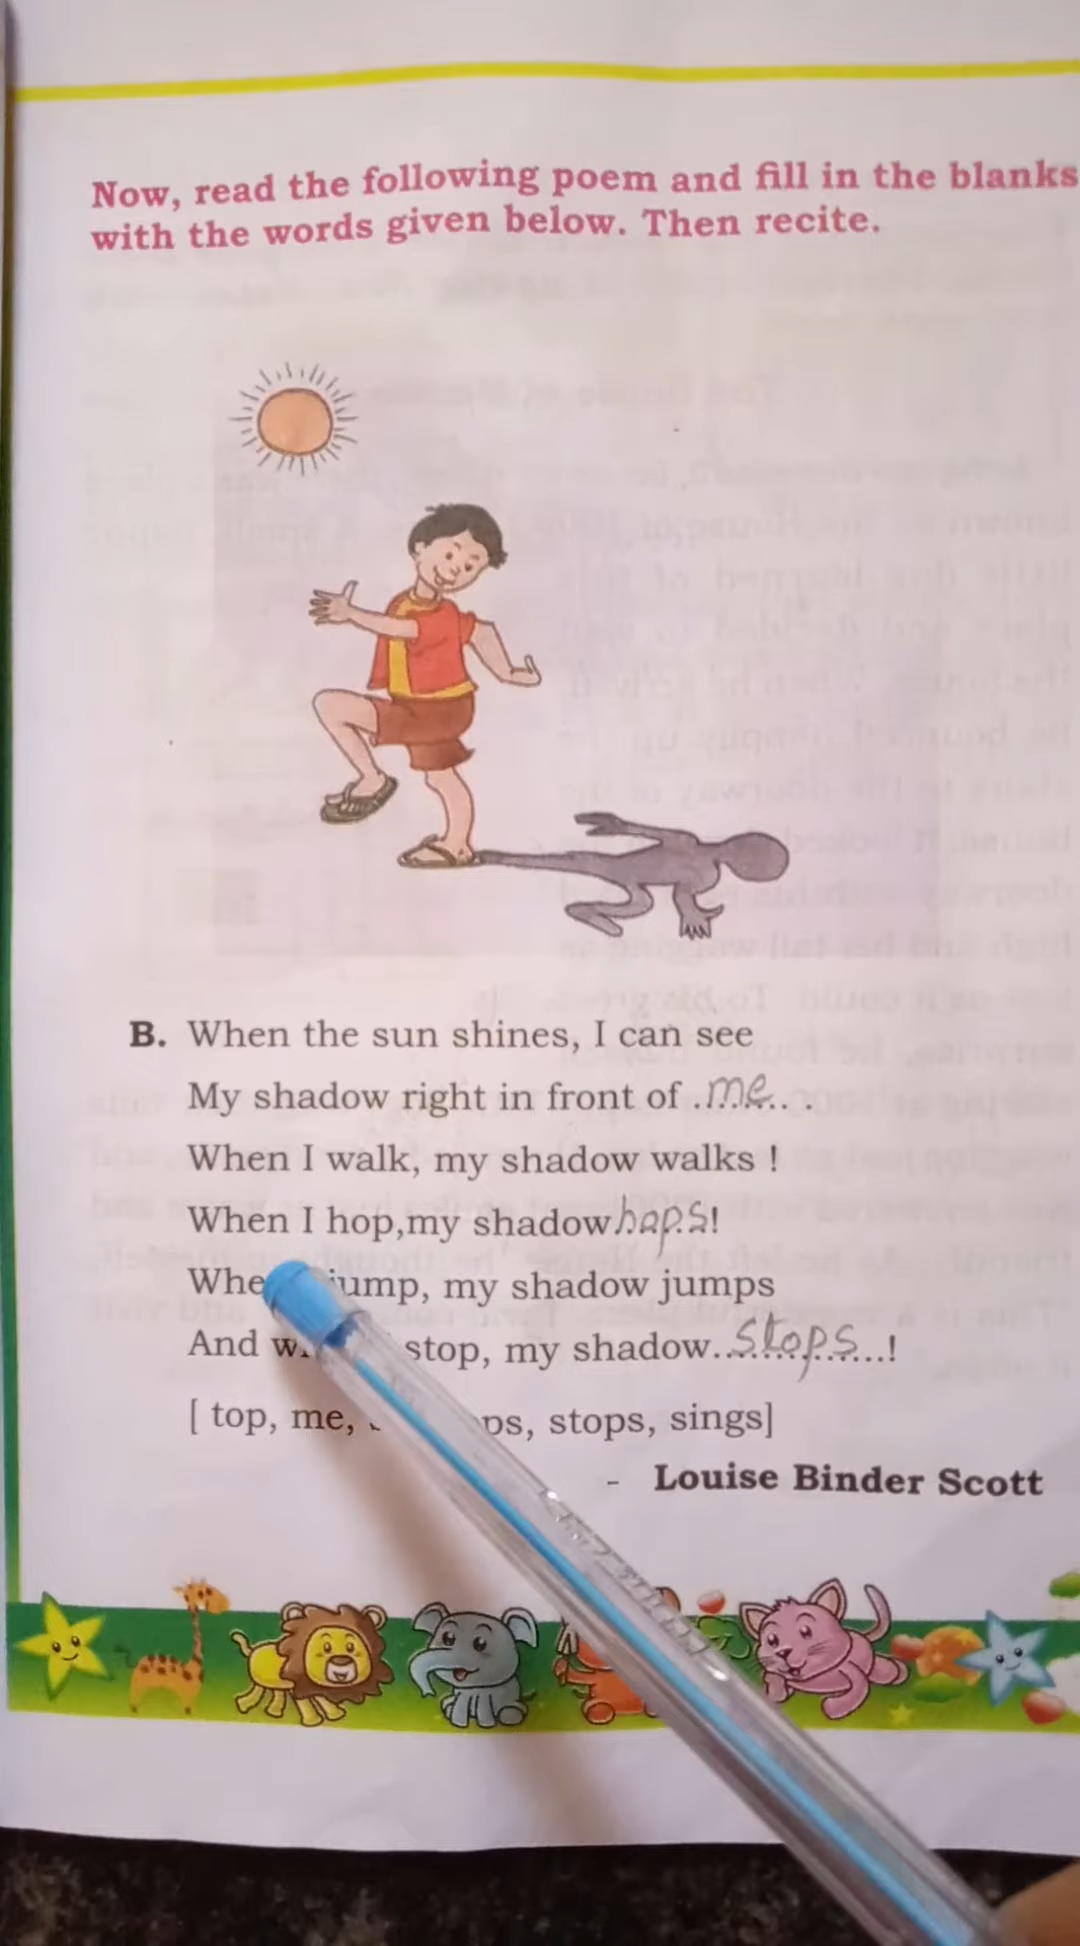 Now, read the following poem and fill in the blanks
with the words given below. Then recite.
B. When the sun shines, I can see
My shadow right in front of ..me... .
When I walk, my shadow walks !
When I hop,my shadow.haps!
jump, my shadow jumps
And stop, my shadow..stops...!
[ top, me, stops, sings]
- Louise Binder Scott